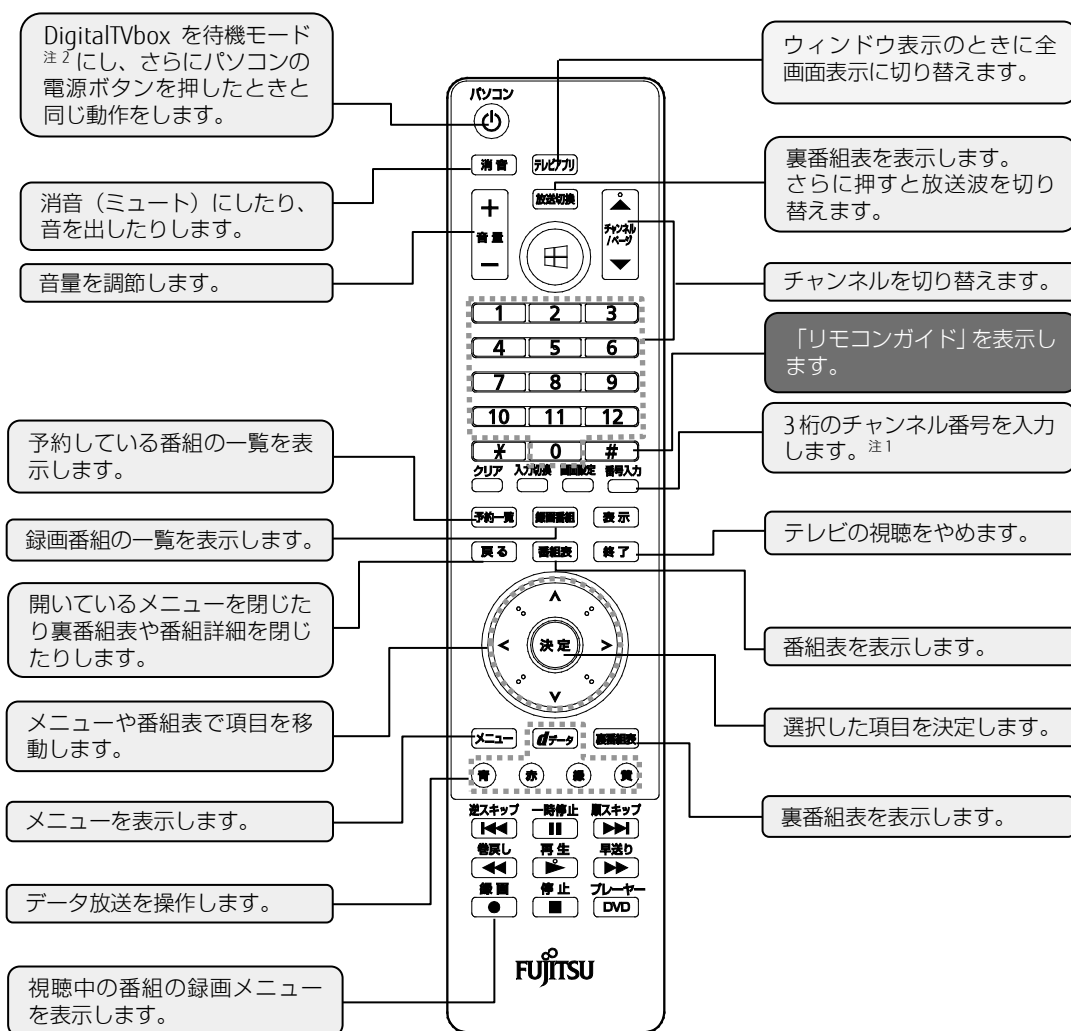 DigitalTVbox を待機モード
注2 にし、さらにパソコンの
電源ボタンを押したときと
同じ動作をします。
消音（ミュート）にしたり、
音を出したりします。
音量を調節します。
予約している番組の一覧を表
示します。
録画番組の一覧を表示します。
開いているメニューを閉じた
り裏番組表や番組詳細を閉じ
たりします。
メニューや番組表で項目を移
動します。
メニューを表示します。
データ放送を操作します。
視聴中の番組の録画メニュー
を表示します。
パソコン
消音 テレビアプリ
放送切換
+ 音量 −
チャンネル
/ページ
1 2 3
4 5 6
7 8 9
10 11 12
* 0 #
クリア 入力切換 画面設定 番号入力
予約一覧 録画番組 表示
戻る 番組表 終了
決定
メニュー dデータ 裏番組表
青 赤 緑 黄
逆スキップ 一時停止 順スキップ
巻戻し 再生 早送り
録画 停止 プレーヤー
DVD
FUJITSU
ウィンドウ表示のときに全
画面表示に切り替えます。
裏番組表を表示します。
さらに押すと放送波を切り
替えます。
チャンネルを切り替えます。
「リモコンガイド」を表示し
ます。
3桁のチャンネル番号を入力
します。注1
テレビの視聴をやめます。
番組表を表示します。
選択した項目を決定します。
裏番組表を表示します。